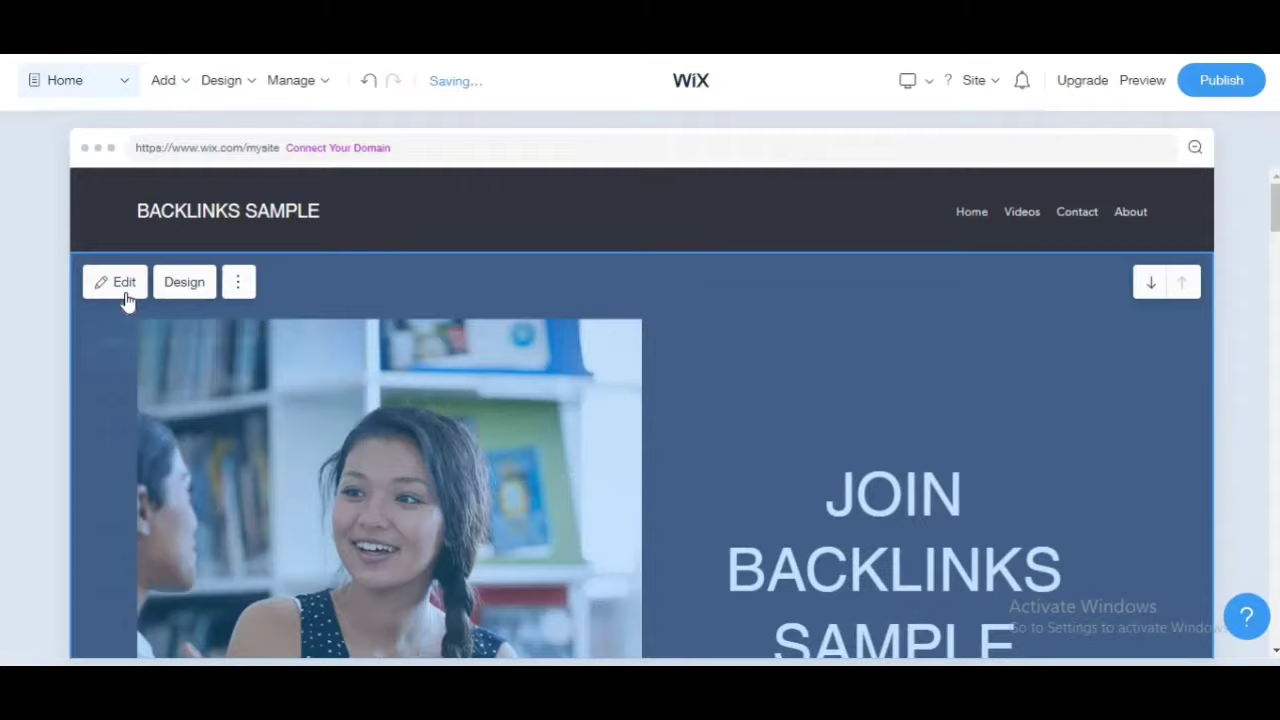 Home Add Design Manage Saving... WiX ? Site Upgrade Preview Publish
https://www.wix.com/mysite Connect Your Domain
BACKLINKS SAMPLE Home Videos Contact About
Edit Design
JOIN
BACKLINKS
SAMPLE
Activate Windows
Go to Settings to activate Windows
?